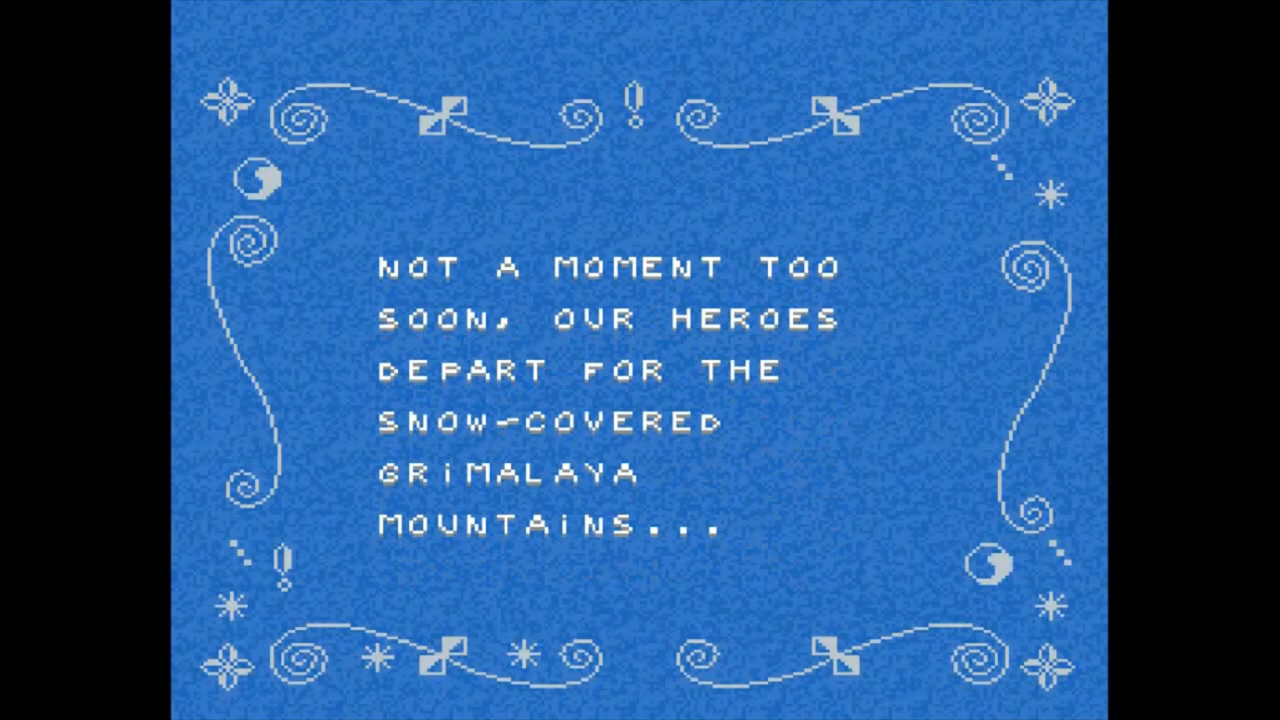 NOT A MOMENT TOO
SOON, OUR HEROES
DEPART FOR THE
SNOW-COVERED
GRiMALAYA
MOUNTAiNS...